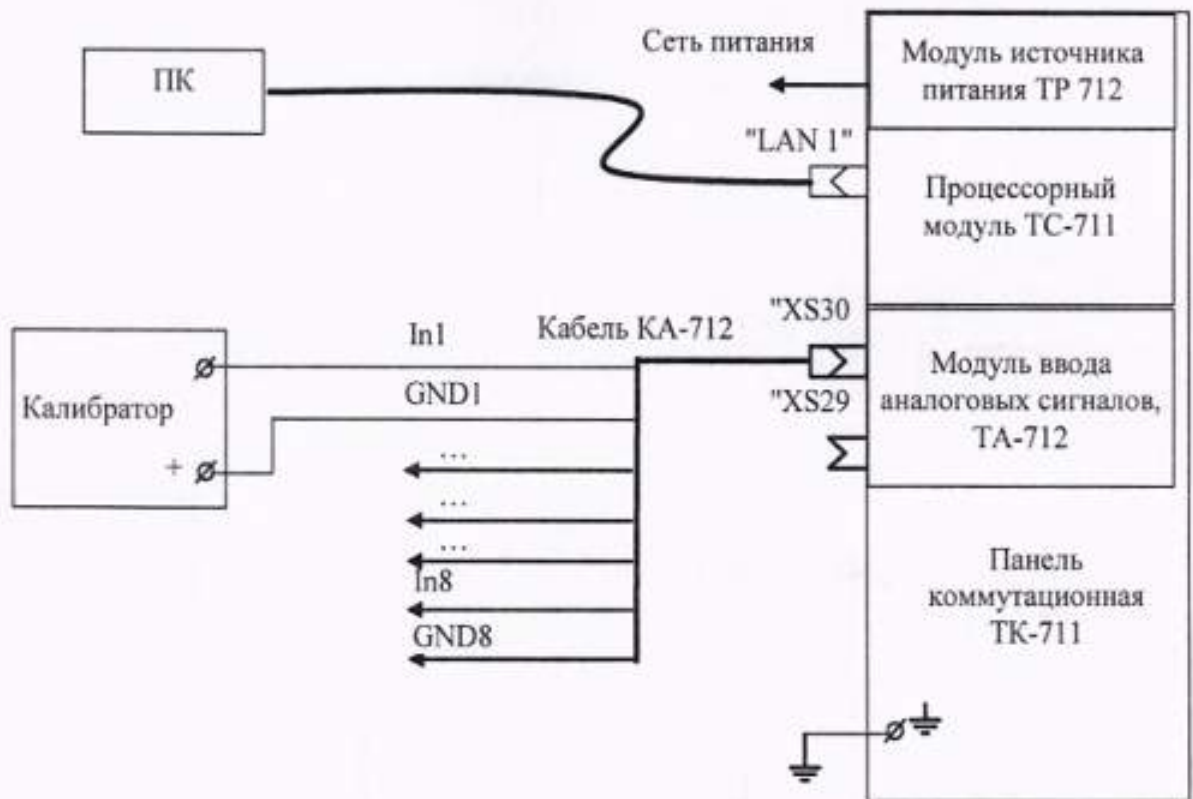 Сеть питания
Модуль источника
питания ТР 712
ПК
"LAN 1"
Процессорный
модуль ТС-711
"XS30
In1
Кабель КА-712
Модуль ввода
аналоговых сигналов,
ТА-712
GND1
"XS29
Калибратор
+
...
...
...
In8
GND8
Панель
коммутационная
ТК-711